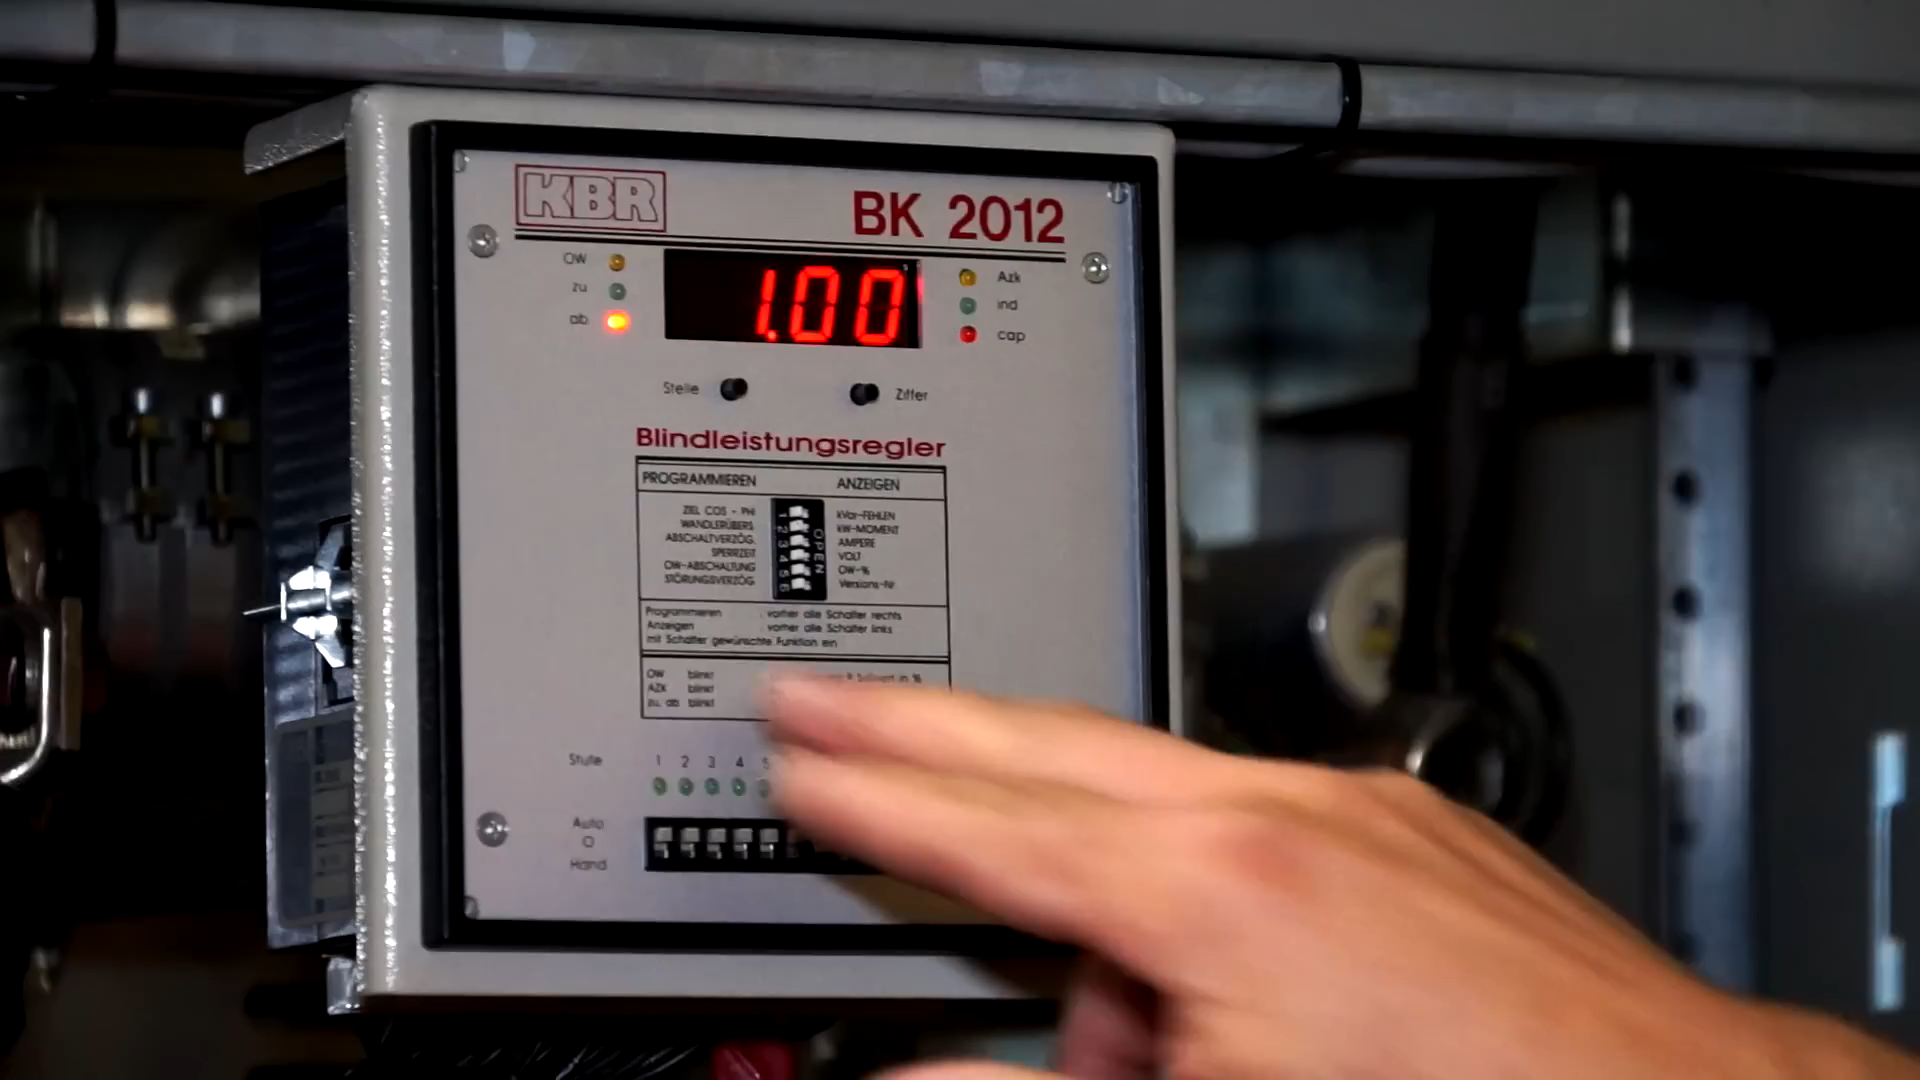 KBR
BK 2012
OW
zu
ab
1.00
Azk
ind
cap
Stelle
Ziffer
Blindleistungsregler
PROGRAMMIEREN
ANZEIGEN
ZIEL COS - PHI
WANDLERÜBERS
ABSCHALTVERZÖG.
SPERRZEIT
OW-ABSCHALTUNG
STÖRUNGSVERZÖG
1
2
3
4
5
6
OPEN
kVar-FEHLEN
kW-MOMENT
AMPERE
VOLT
OW-%
Versions-Nr
Programmieren : vorher alle Schalter rechts
Anzeigen : vorher alle Schalter links
mit Schalter gewünschte Funktion ein
OW blinkt
AZK blinkt
zu, ab blinkt
in %
Stufe
1 2 3 4 5
Auto
O
Hand